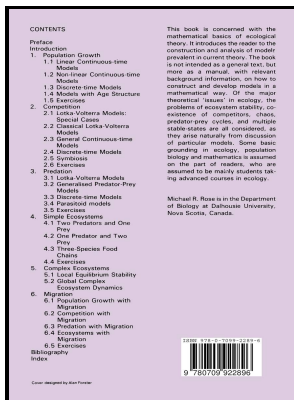 CONTENTS
Preface
Introduction
1. Population Growth
1.1 Linear Continuous-time
Models
1.2 Non-linear Continuous-time
Models
1.3 Discrete-time Models
1.4 Models with Age Structure
1.5 Exercises
2. Competition
2.1 Lotka-Volterra Models:
Special Cases
2.2 Classical Lotka-Volterra
Models
2.3 General Continuous-time
Models
2.4 Discrete-time Models
2.5 Symbiosis
2.6 Exercises
3. Predation
3.1 Lotka-Volterra Models
3.2 Generalised Predator-Prey
Models
3.3 Discrete-time Models
3.4 Parasitoid models
3.5 Exercises
4. Simple Ecosystems
4.1 Two Predators and One
Prey
4.2 One Predator and Two
Prey
4.3 Three-Species Food
Chains
4.4 Exercises
5. Complex Ecosystems
5.1 Local Equilibrium Stability
5.2 Global Complex
Ecosystem Dynamics
6. Migration
6.1 Population Growth with
Migration
6.2 Competition with
Migration
6.3 Predation with Migration
6.4 Ecosystems with
Migration
6.5 Exercises
Bibliography
Index
Cover designed by Alan Forster
This book is concerned with the
mathematical basics of ecological
theory. It introduces the reader to the
construction and analysis of models
prevalent in current theory. The book
is not intended as a general text, but
more as a manual, with relevant
background information, on how to
construct and develop models in a
mathematical way. Of the major
theoretical 'issues' in ecology, the
problems of ecosystem stability, co-
existence of competitors, chaos,
predator-prey cycles, and multiple
stable-states are all considered, as
they arise naturally from discussion
of particular models. Some basic
grounding in ecology, population
biology and mathematics is assumed
on the part of readers, who are
assumed to be mainly students tak-
ing advanced courses in ecology.
Michael R. Rose is in the Department
of Biology at Dalhousie University,
Nova Scotia, Canada.
ISBN 978-0-7099-2289-6
9 780709 922896